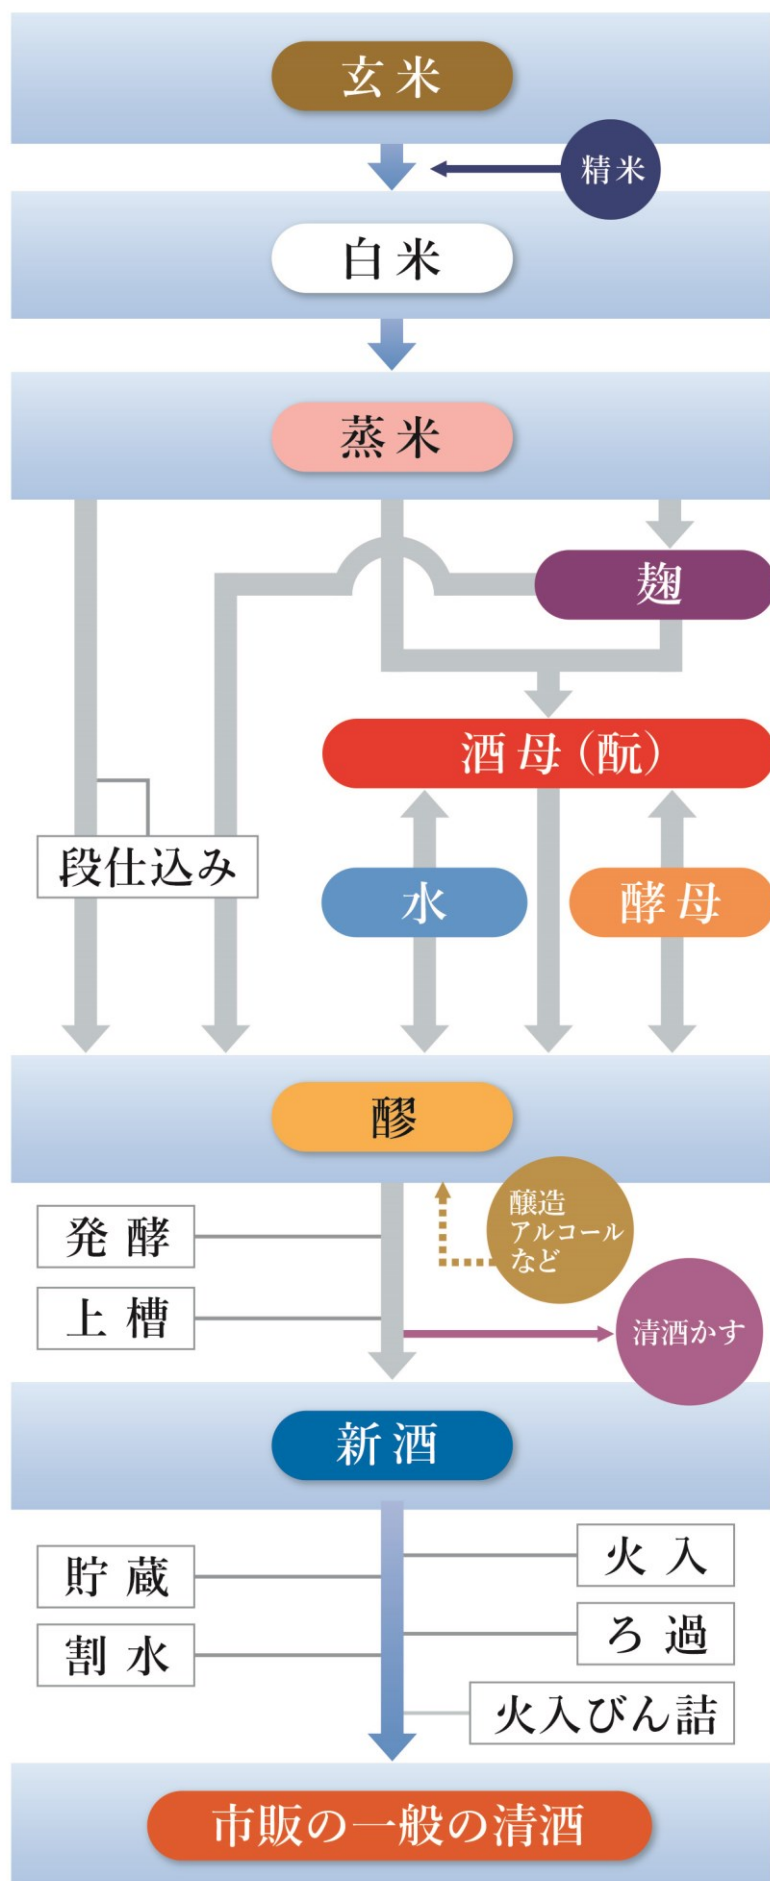 玄米
精米
白米
蒸米
麹
酒母（酛）
段仕込み
水
酵母
醪
発酵
醸造
アルコール
など
上槽
清酒かす
新酒
火入
貯蔵
ろ過
割水
火入びん詰
市販の一般の清酒